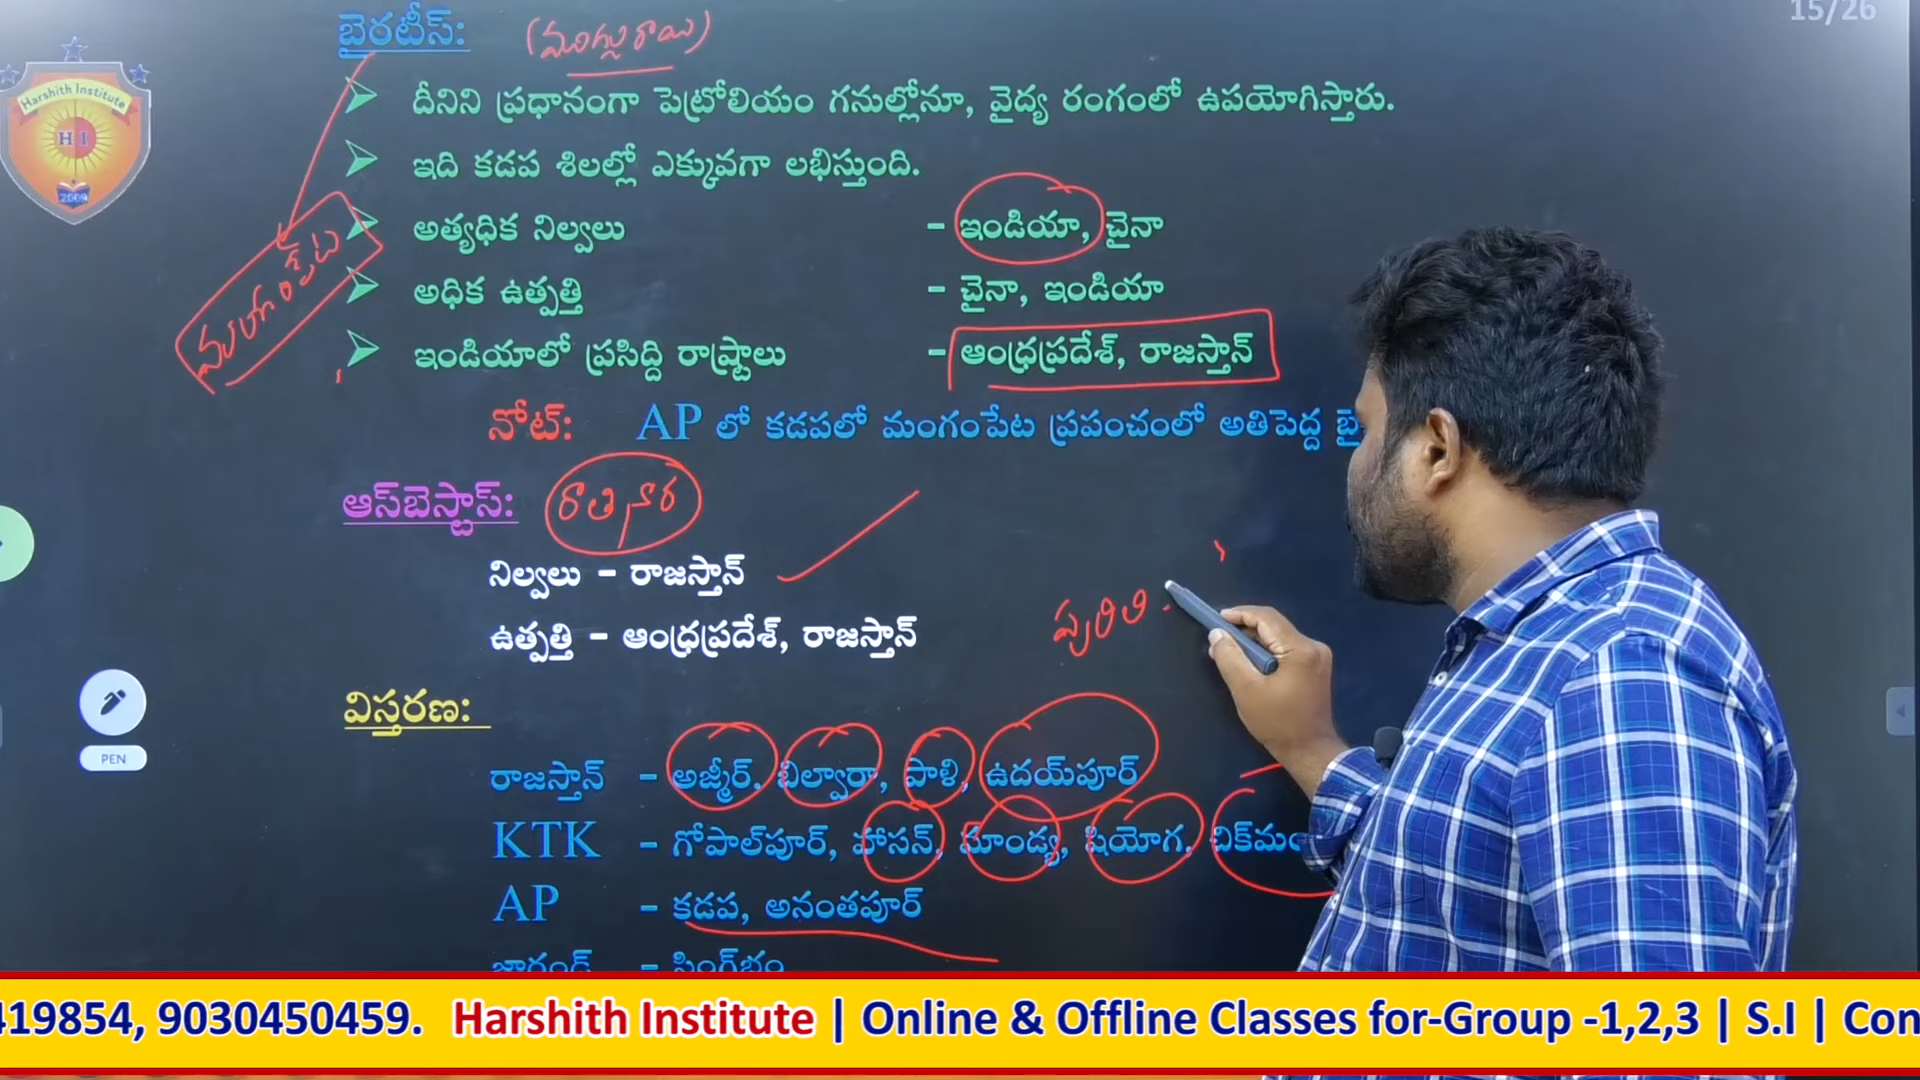 15/26
బైరటీస్:
(ముగ్గురాయి)
Harshith Institute
HI
2009
దీనిని ప్రధానంగా పెట్రోలియం గనుల్లోనూ, వైద్య రంగంలో ఉపయోగిస్తారు.
ఇది కడప శిలల్లో ఎక్కువగా లభిస్తుంది.
అత్యధిక నిల్వలు - ఇండియా, చైనా
అధిక ఉత్పత్తి - చైనా, ఇండియా
ఇండియాలో ప్రసిద్ధి రాష్ట్రాలు - ఆంధ్రప్రదేశ్, రాజస్తాన్
నోట్: AP లో కడపలో మంగంపేట ప్రపంచంలో అతిపెద్ద
ఆస్‌బెస్టాస్: రాతినార
నిల్వలు - రాజస్తాన్
ఉత్పత్తి - ఆంధ్రప్రదేశ్, రాజస్తాన్
విస్తరణ:
రాజస్తాన్ - అజ్మీర్, బిల్వారా, పాళి, ఉదయ్‌పూర్
KTK - గోపాల్‌పూర్, హాసన్, మాండ్య, షియోగ,
AP - కడప, అనంతపూర్
PEN
419854, 9030450459. Harshith Institute | Online & Offline Classes for-Group -1,2,3 | S.I | Con